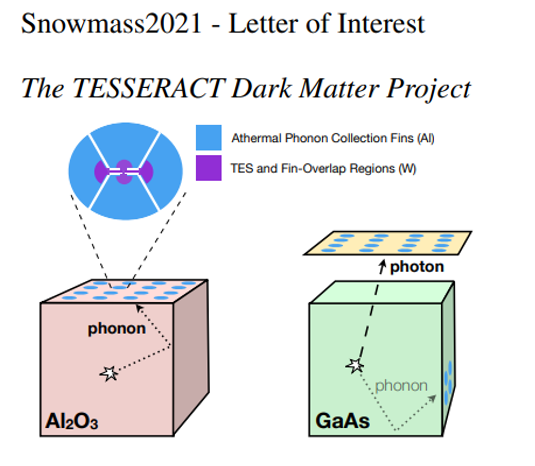 Snowmass2021 - Letter of Interest
The TESSERACT Dark Matter Project
Athermal Phonon Collection Fins (Al)
TES and Fin-Overlap Regions (W)
photon
phonon
phonon
Al₂O₃
GaAs